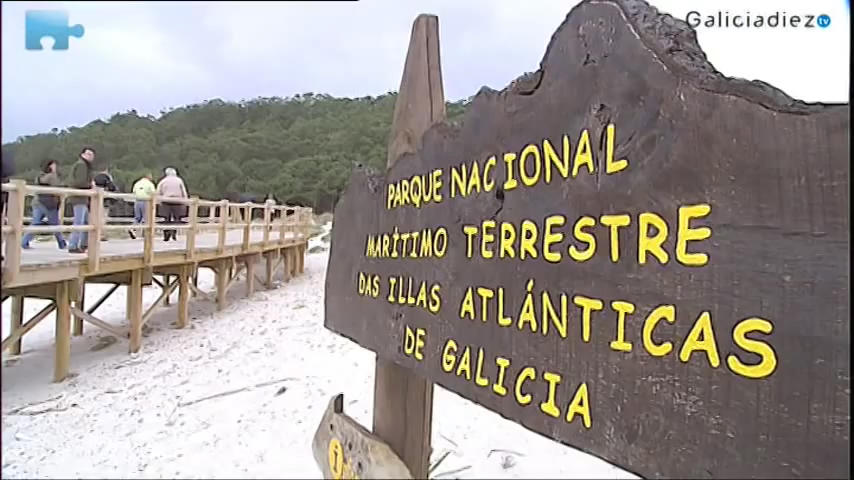 Galiciadiez tv
PARQUE NACIONAL
MARÍTIMO TERRESTRE
DAS ILLAS ATLÁNTICAS
DE GALICIA
i